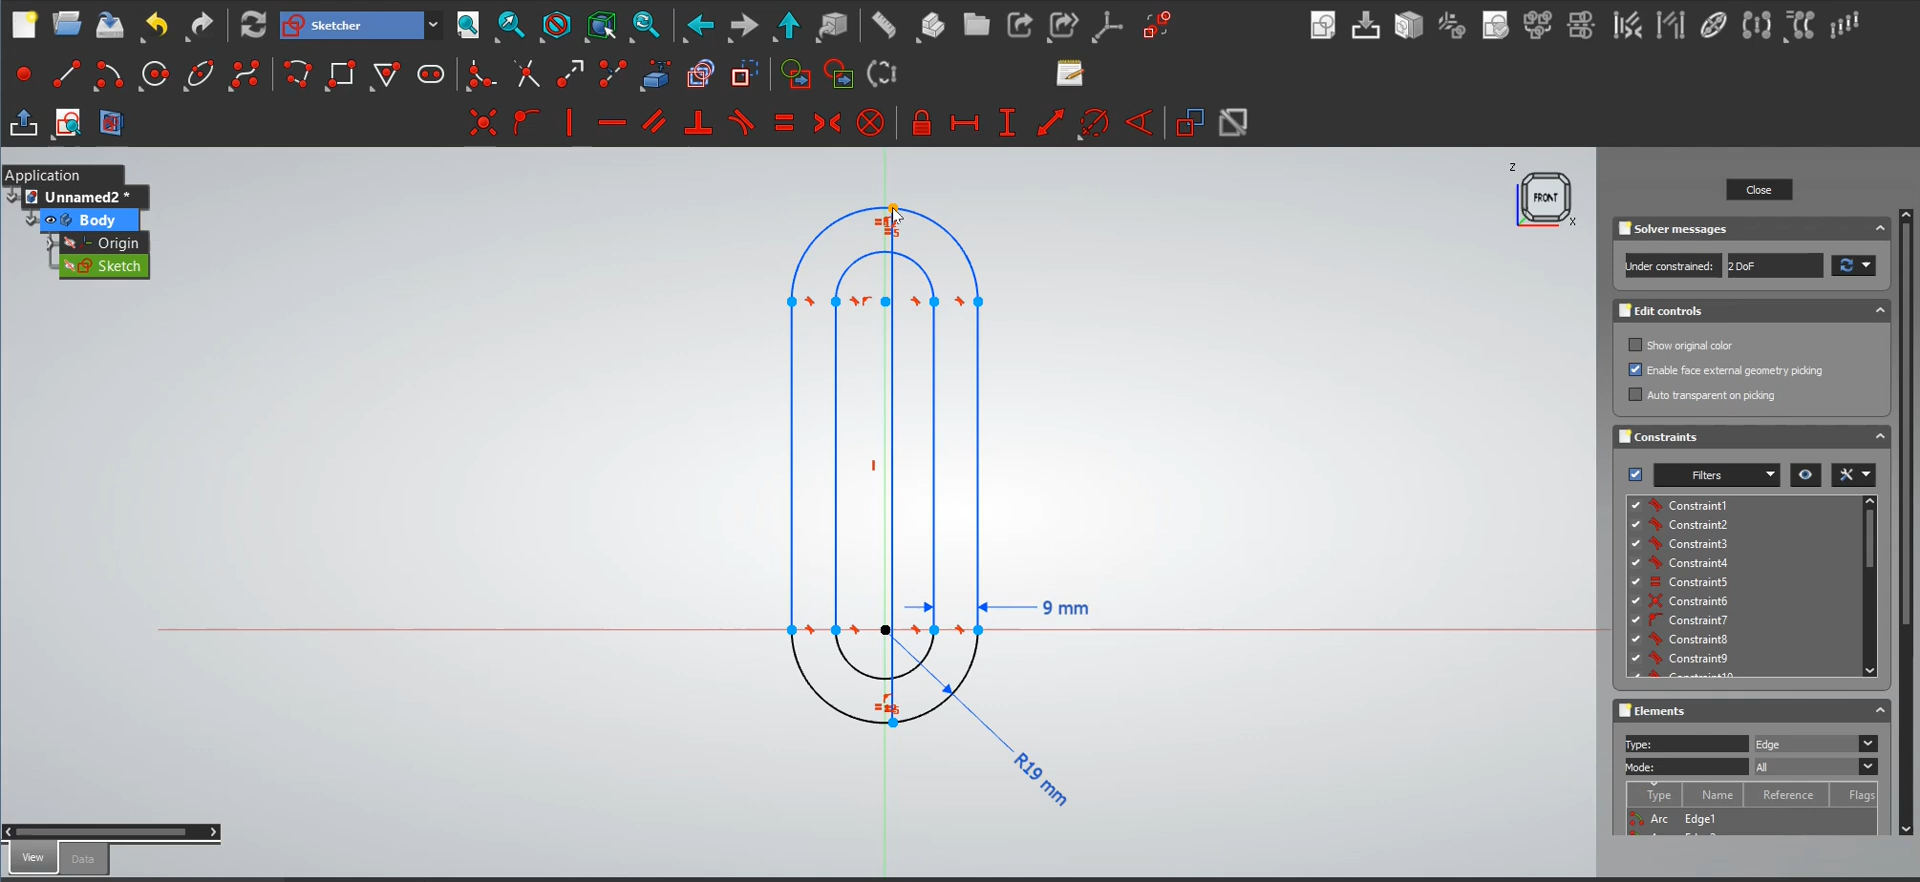 Sketcher
Application
Unnamed2 *
Body
Origin
Sketch
Z
FRONT
X
Close
Solver messages
Under constrained:
2 DoF
Edit controls
Show original color
Enable face external geometry picking
Auto transparent on picking
Constraints
Filters
Constraint1
Constraint2
Constraint3
Constraint4
Constraint5
Constraint6
Constraint7
Constraint8
Constraint9
9 mm
R19 mm
Elements
Type:
Edge
Mode:
All
Type
Name
Reference
Flags
Arc
Edge1
View
Data